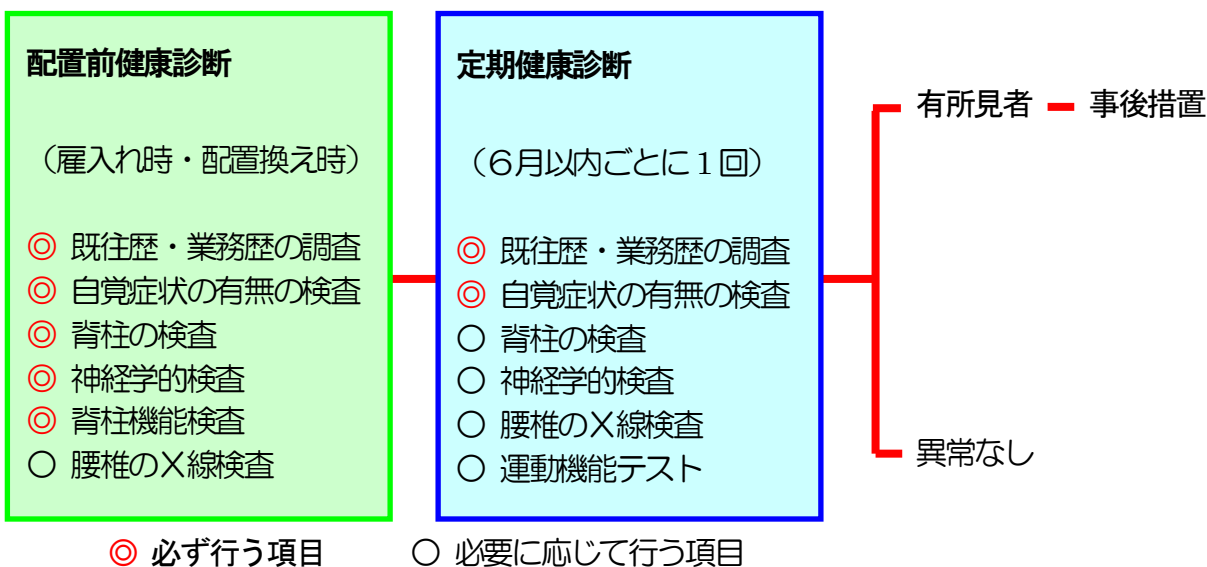 配置前健康診断
(雇入れ時・配置換え時)
◎ 既往歴・業務歴の調査
◎ 自覚症状の有無の検査
◎ 脊柱の検査
◎ 神経学的検査
◎ 脊柱機能検査
○ 腰椎のX線検査
定期健康診断
(6月以内ごとに1回)
◎ 既往歴・業務歴の調査
◎ 自覚症状の有無の検査
○ 脊柱の検査
○ 神経学的検査
○ 腰椎のX線検査
○ 運動機能テスト
有所見者
事後措置
異常なし
◎ 必ず行う項目
○ 必要に応じて行う項目